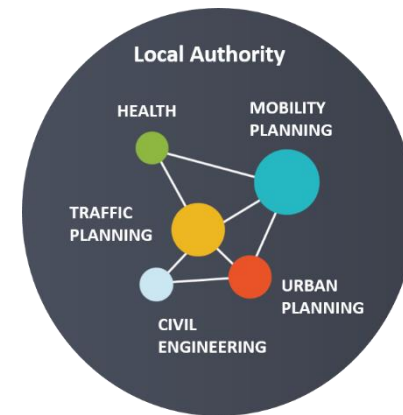 Local Authority
HEALTH
MOBILITY
PLANNING
TRAFFIC
PLANNING
URBAN
PLANNING
CIVIL
ENGINEERING